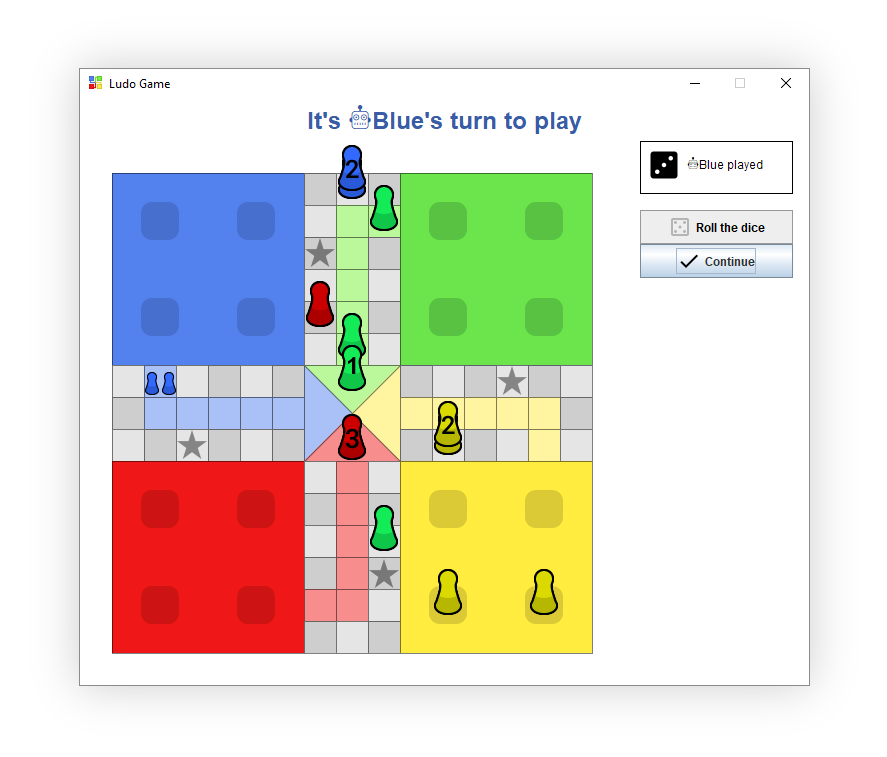 Ludo Game
It's Blue's turn to play
Blue played
Roll the dice
Continue
2
1
2
3